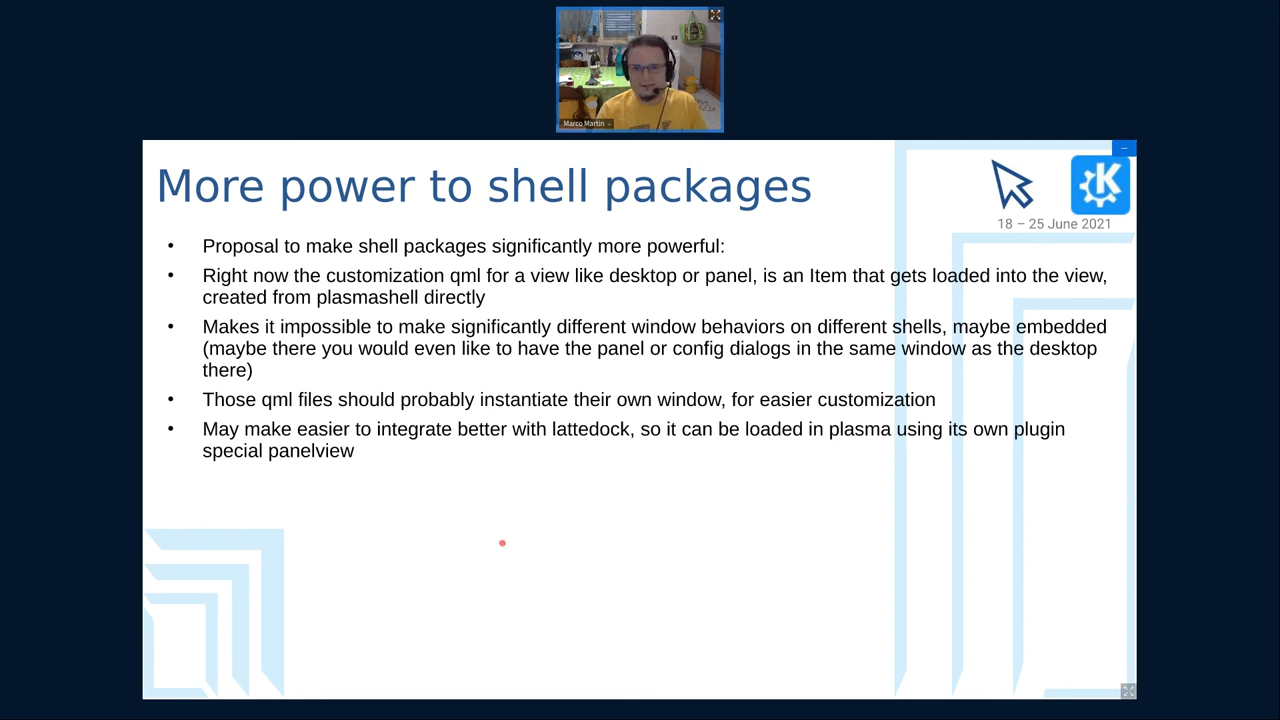 Marco Martin
More power to shell packages
18 – 25 June 2021
• Proposal to make shell packages significantly more powerful:
• Right now the customization qml for a view like desktop or panel, is an Item that gets loaded into the view,
created from plasmashell directly
• Makes it impossible to make significantly different window behaviors on different shells, maybe embedded
(maybe there you would even like to have the panel or config dialogs in the same window as the desktop
there)
• Those qml files should probably instantiate their own window, for easier customization
• May make easier to integrate better with lattedock, so it can be loaded in plasma using its own plugin
special panelview